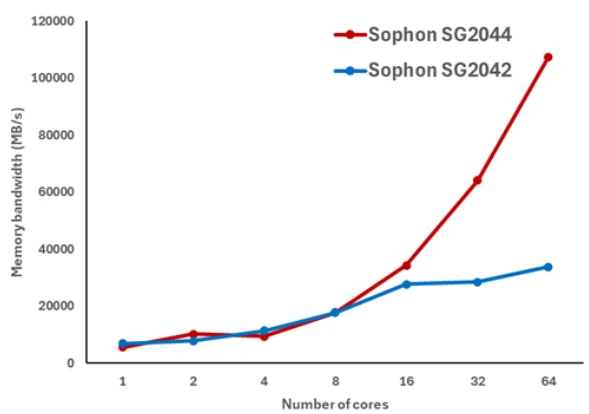 120000
Sophon SG2044
Sophon SG2042
100000
80000
60000
40000
20000
0
Memory bandwidth (MB/s)
1 2 4 8 16 32 64
Number of cores